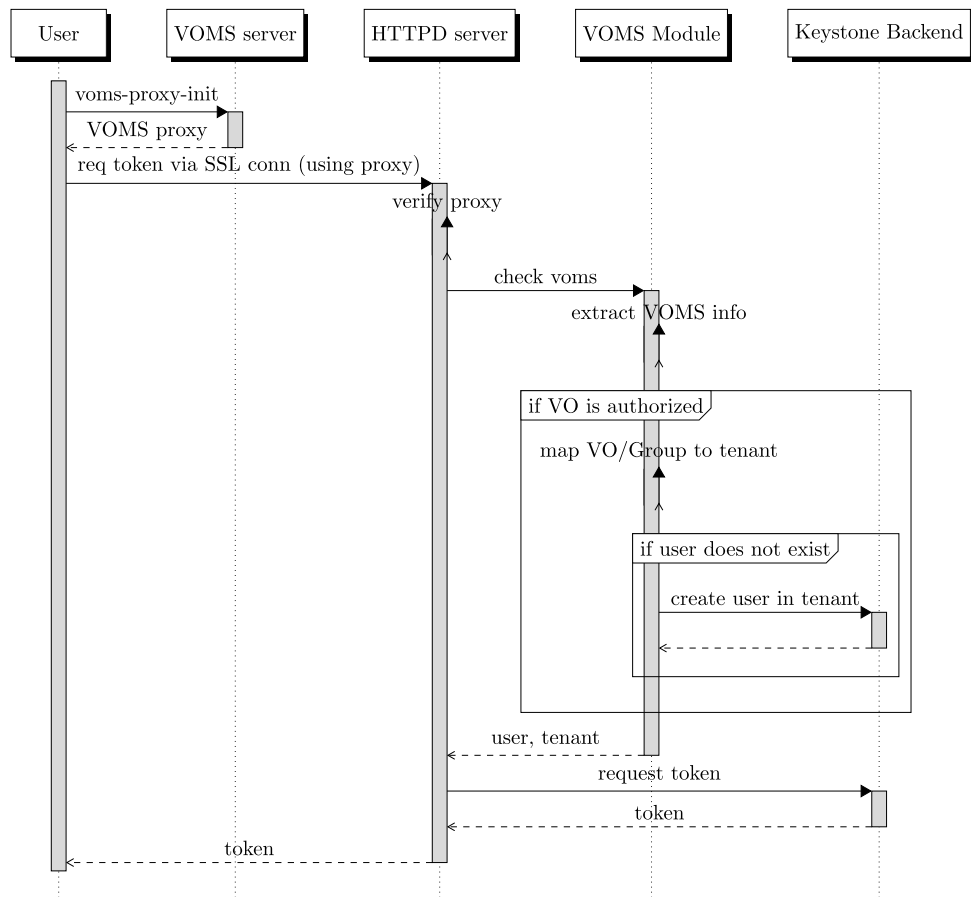 User
VOMS server
HTTPD server
VOMS Module
Keystone Backend
voms-proxy-init
VOMS proxy
req token via SSL conn (using proxy)
verify proxy
check voms
extract VOMS info
if VO is authorized
map VO/Group to tenant
if user does not exist
create user in tenant
user, tenant
request token
token
token